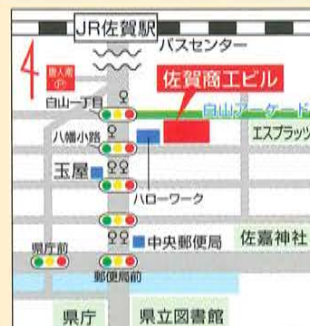 JR佐賀駅
バスセンター
唐人南
P
佐賀商工ビル
白山一丁目
白山アーケード
八幡小路
エスプラッツ
玉屋
ハローワーク
県庁前
中央郵便局
佐嘉神社
郵便局前
県庁
県立図書館